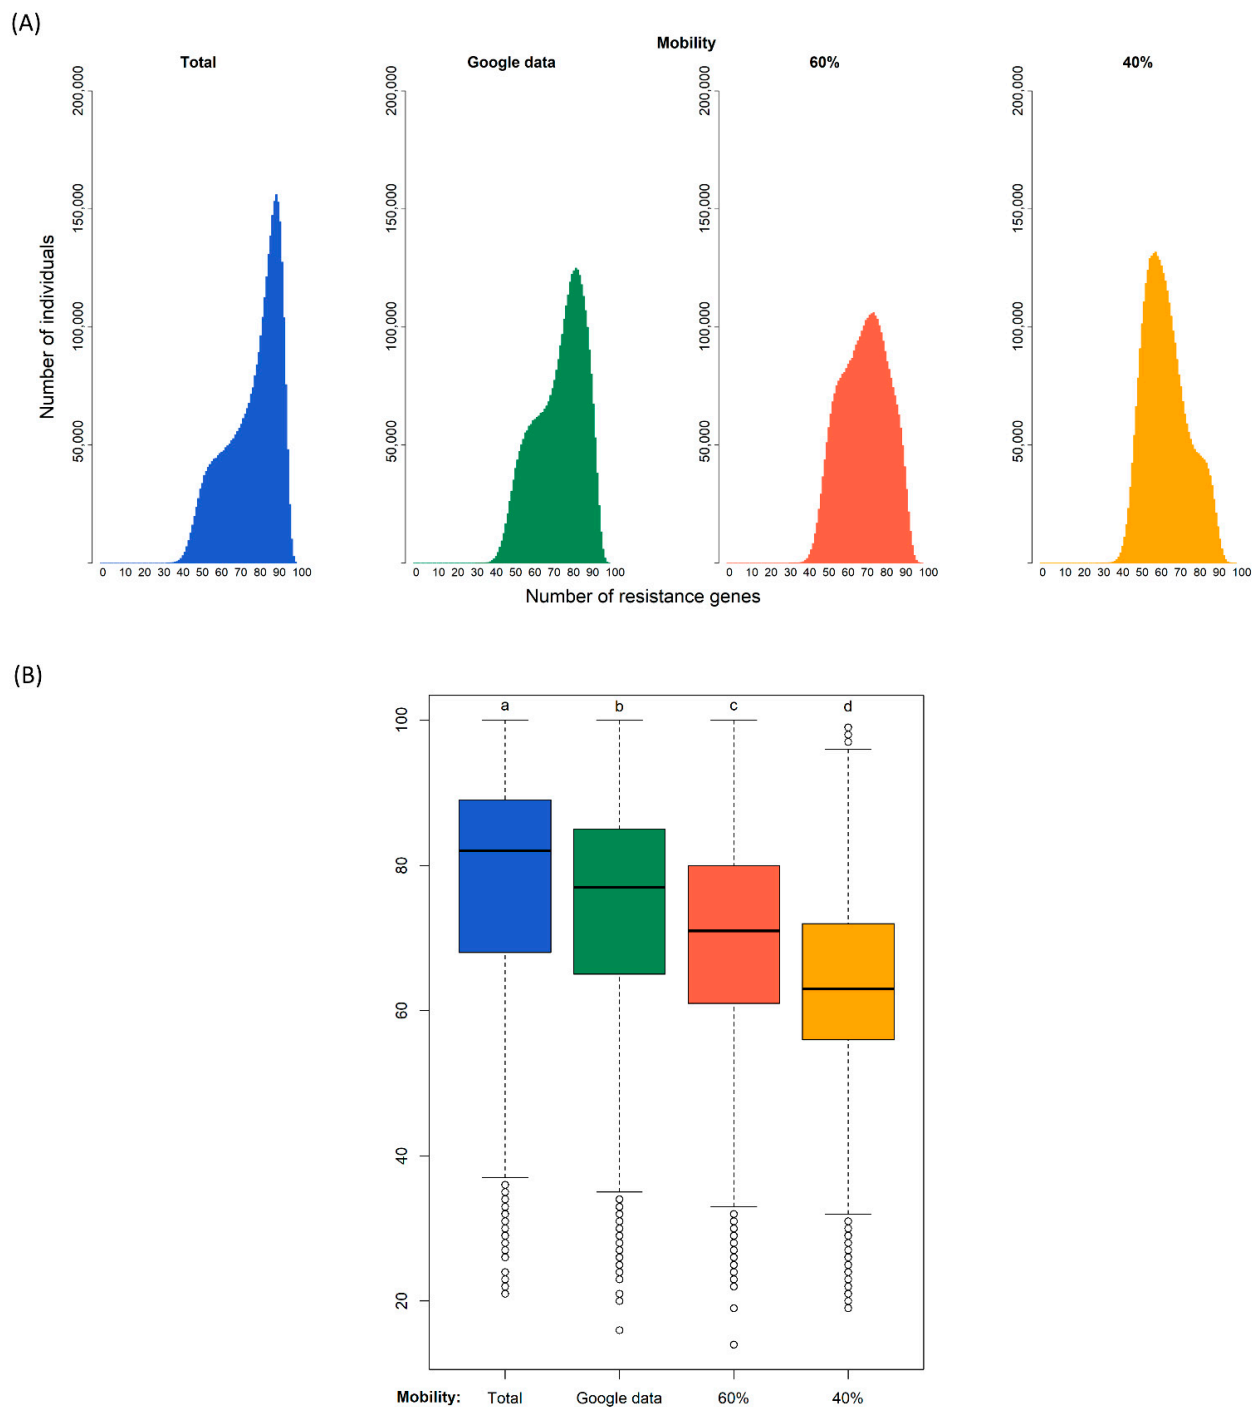 (A)
Mobility
Total Google data 60% 40%
Number of individuals
200,000
150,000
100,000
50,000
200,000
150,000
100,000
50,000
200,000
150,000
100,000
50,000
200,000
150,000
100,000
50,000
0 10 20 30 40 50 60 70 80 90 100
0 10 20 30 40 50 60 70 80 90 100
0 10 20 30 40 50 60 70 80 90 100
0 10 20 30 40 50 60 70 80 90 100
Number of resistance genes
(B)
a b c d
100
80
60
40
20
Mobility: Total Google data 60% 40%